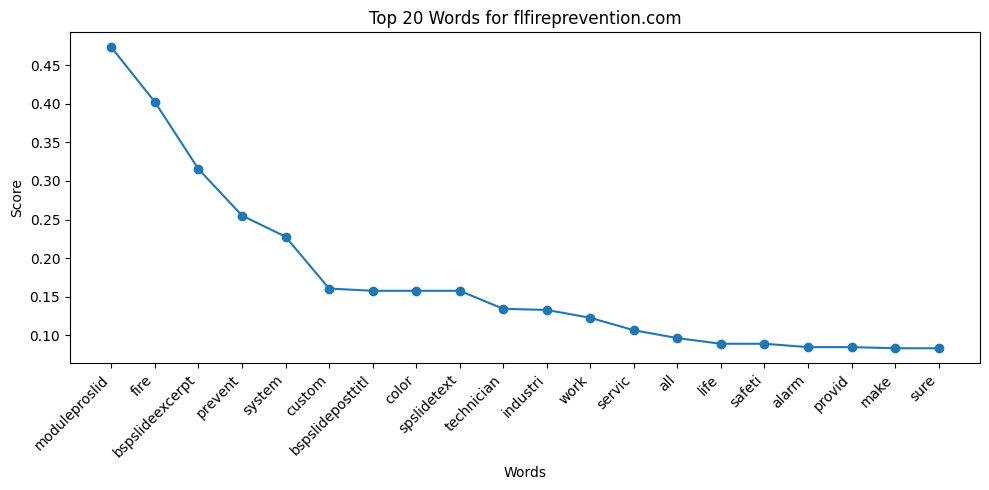 Top 20 Words for flfireprevention.com
Score
0.45
0.40
0.35
0.30
0.25
0.20
0.15
0.10
moduleproslid
fire
bspslideexcerpt
prevent
system
custom
bspslideposttitl
color
spslidetext
technician
industri
work
servic
all
life
safeti
alarm
provid
make
sure
Words